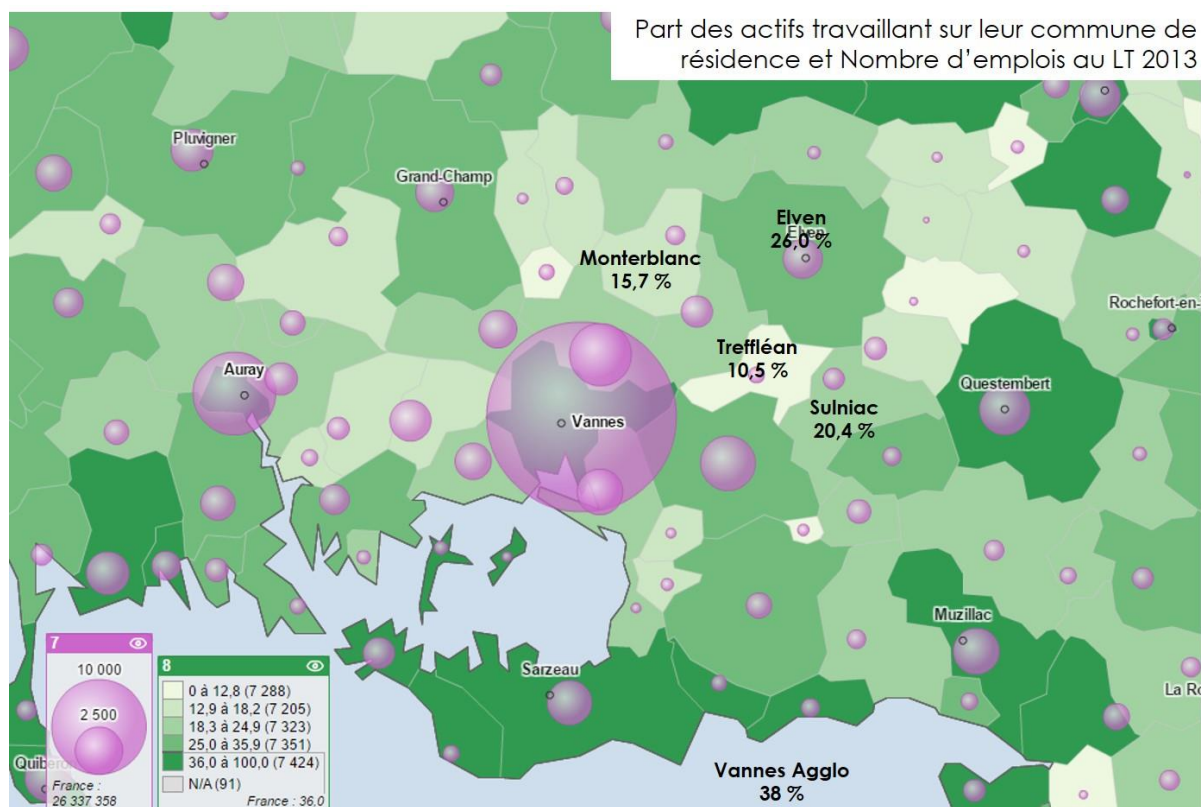 Part des actifs travaillant sur leur commune de
résidence et Nombre d'emplois au LT 2013
Pluvigner
Grand-Champ
Elven
Elven
26,0 %
Monterblanc
15,7 %
Rochefort-en-
Treffléan
10,5 %
Auray
Questembert
Sulniac
20,4 %
Vannes
Muzillac
Sarzeau
La Ro
Vannes Agglo
38 %
Quiberon
7
10 000
2 500
France :
26 337 358
8
0 à 12,8 (7 288)
12,9 à 18,2 (7 205)
18,3 à 24,9 (7 323)
25,0 à 35,9 (7 351)
36,0 à 100,0 (7 424)
N/A (91)
France : 36,0